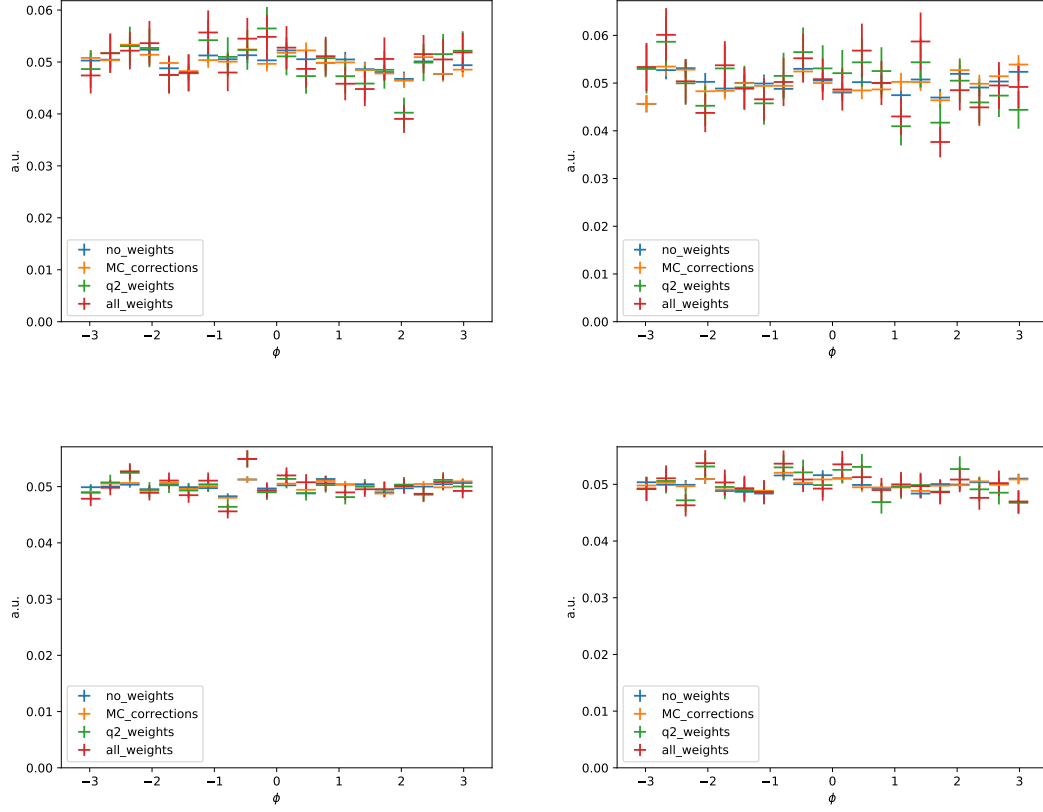 0.06
0.05
0.04
0.03
0.02
0.01
0.00
a.u.
no_weights
MC_corrections
q2_weights
all_weights
−3 −2 −1 0 1 2 3
ϕ
0.06
0.05
0.04
0.03
0.02
0.01
0.00
a.u.
no_weights
MC_corrections
q2_weights
all_weights
−3 −2 −1 0 1 2 3
ϕ
0.05
0.04
0.03
0.02
0.01
0.00
a.u.
no_weights
MC_corrections
q2_weights
all_weights
−3 −2 −1 0 1 2 3
ϕ
0.05
0.04
0.03
0.02
0.01
0.00
a.u.
no_weights
MC_corrections
q2_weights
all_weights
−3 −2 −1 0 1 2 3
ϕ